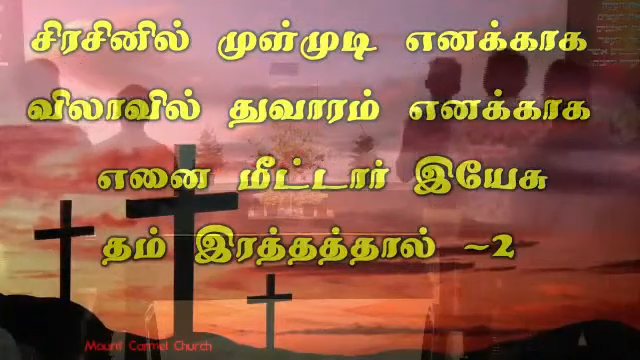 சிரசினில் முள்முடி எனக்காக
விலாவில் துவாரம் எனக்காக
எனை மீட்டார் இயேசு
தம் இரத்தத்தால் ~2
Mount Carmel Church